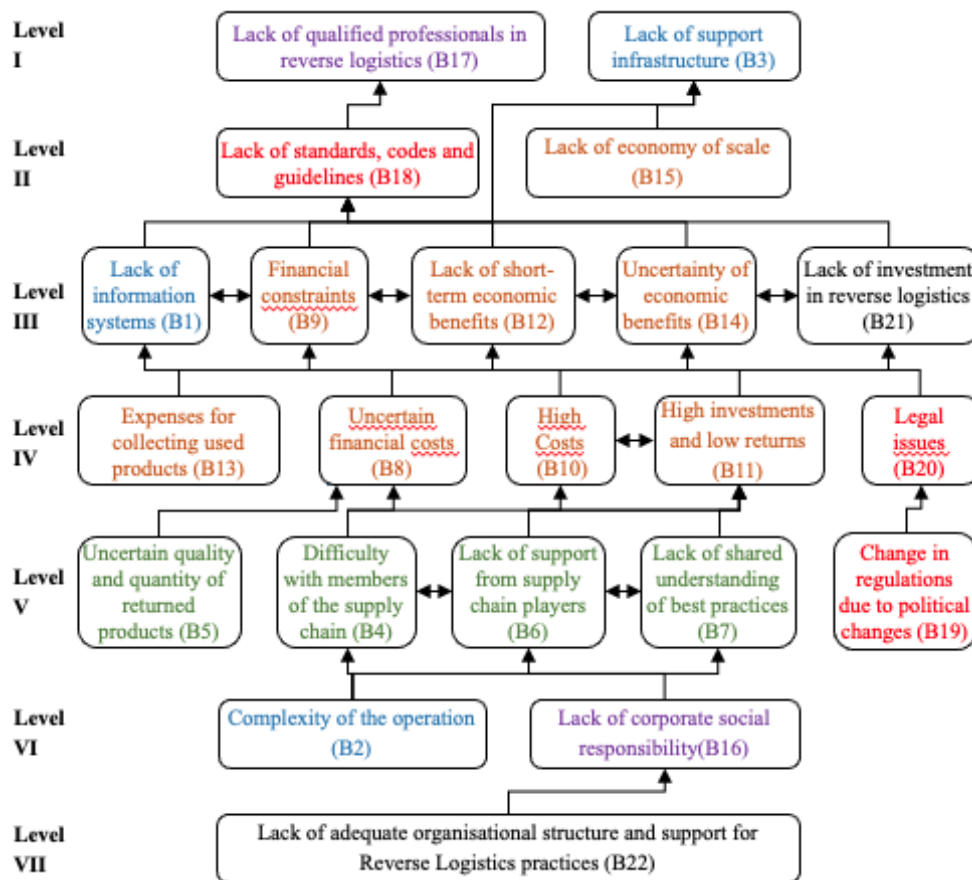 Level
I
Lack of qualified professionals in
reverse logistics (B17)
Lack of support
infrastructure (B3)
Level
II
Lack of standards, codes and
guidelines (B18)
Lack of economy of scale
(B15)
Level
III
Lack of
information
systems (B1)
Financial
constraints
(B9)
Lack of short-
term economic
benefits (B12)
Uncertainty of
economic
benefits (B14)
Lack of investment
in reverse logistics
(B21)
Level
IV
Expenses for
collecting used
products (B13)
Uncertain
financial costs
(B8)
High
Costs
(B10)
High investments
and low returns
(B11)
Legal
issues
(B20)
Level
V
Uncertain quality
and quantity of
returned
products (B5)
Difficulty
with members
of the supply
chain (B4)
Lack of support
from supply
chain players
(B6)
Lack of shared
understanding
of best practices
(B7)
Change in
regulations
due to political
changes (B19)
Level
VI
Complexity of the operation
(B2)
Lack of corporate social
responsibility(B16)
Level
VII
Lack of adequate organisational structure and support for
Reverse Logistics practices (B22)